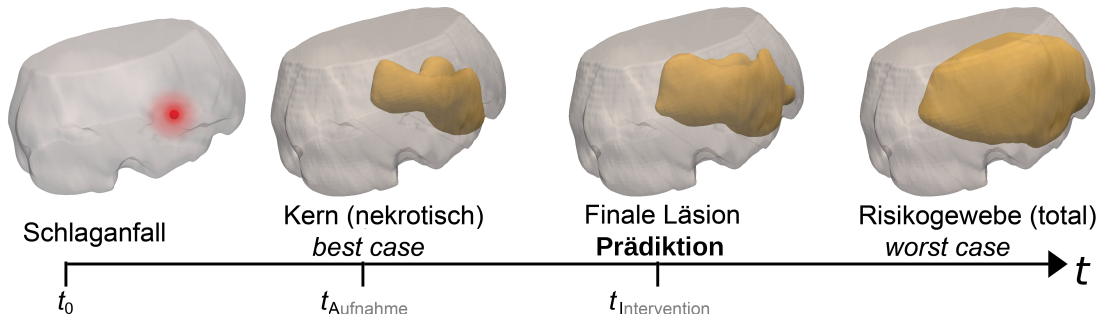 Schlaganfall
Kern (nekrotisch)
best case
Finale Läsion
Prädiktion
Risikogewebe (total)
worst case
t
t0
tAufnahme
tIntervention